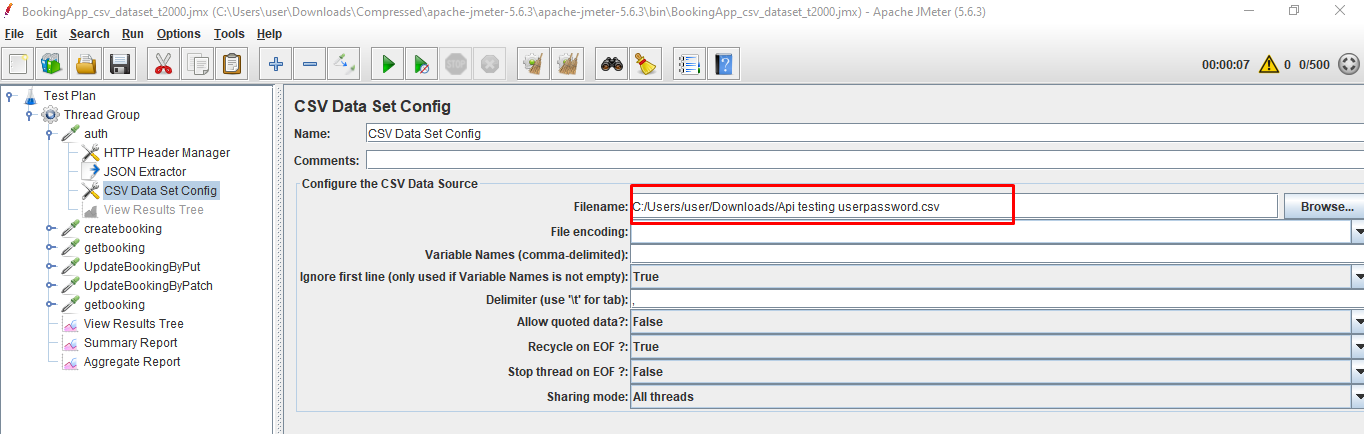 BookingApp_csv_dataset_t2000.jmx (C:\Users\user\Downloads\Compressed\apache-jmeter-5.6.3\apache-jmeter-5.6.3\bin\BookingApp_csv_dataset_t2000.jmx) - Apache JMeter (5.6.3)
File Edit Search Run Options Tools Help
00:00:07 0 0/500
Test Plan
Thread Group
auth
HTTP Header Manager
JSON Extractor
CSV Data Set Config
View Results Tree
createbooking
getbooking
UpdateBookingByPut
UpdateBookingByPatch
getbooking
View Results Tree
Summary Report
Aggregate Report
CSV Data Set Config
Name: CSV Data Set Config
Comments:
Configure the CSV Data Source
Filename: C:/Users/user/Downloads/Api testing userpassword.csv Browse...
File encoding:
Variable Names (comma-delimited):
Ignore first line (only used if Variable Names is not empty): True
Delimiter (use '\t' for tab): ,
Allow quoted data?: False
Recycle on EOF ?: True
Stop thread on EOF ?: False
Sharing mode: All threads